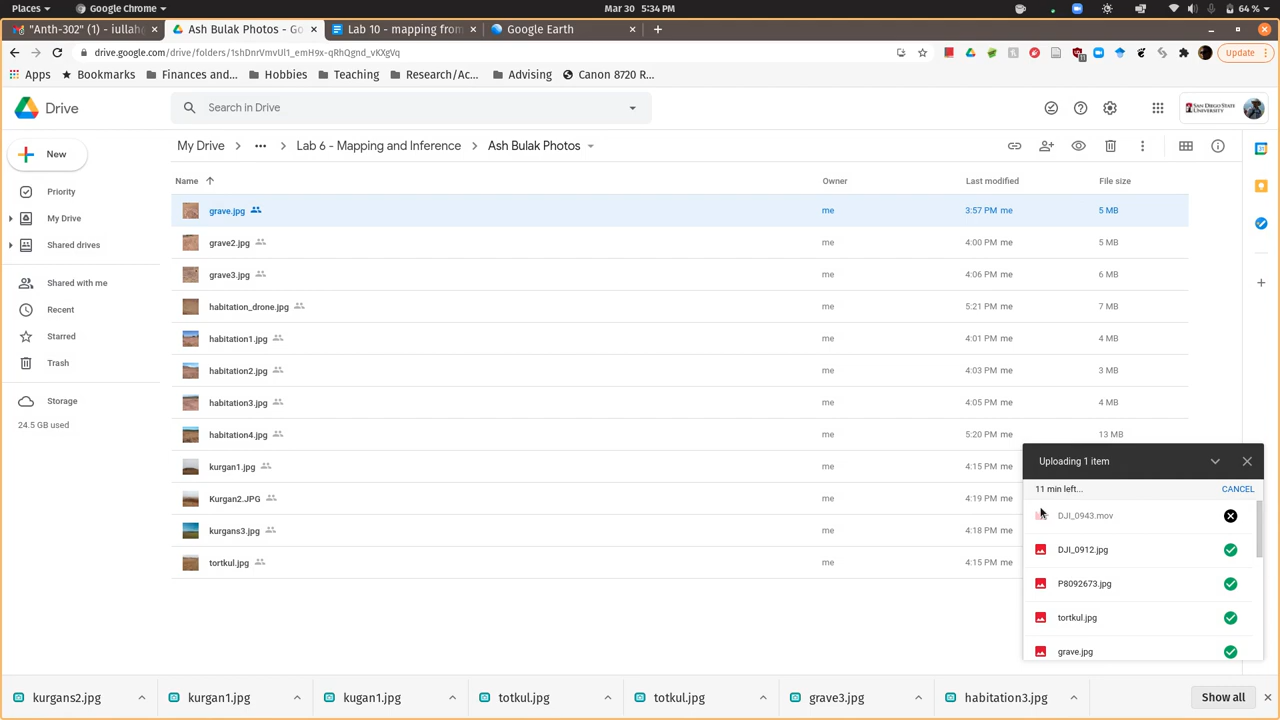 Places
Google Chrome
Mar 30 5:34 PM
64 %
"Anth-302" (1) - iullah
Ash Bulak Photos - Go
Lab 10 - mapping from
Google Earth
drive.google.com/drive/folders/1shDnrVmvUl1_emH9x-qRhQgnd_vKXgVq
Update
Apps
Bookmarks
Finances and...
Hobbies
Teaching
Research/Ac...
Advising
Canon 8720 R...
Drive
Search in Drive
SAN DIEGO STATE UNIVERSITY
New
My Drive > ... > Lab 6 - Mapping and Inference > Ash Bulak Photos
Name Owner Last modified File size
Priority
My Drive
Shared drives
Shared with me
Recent
Starred
Trash
Storage
24.5 GB used
grave.jpg me 3:57 PM me 5 MB
grave2.jpg me 4:00 PM me 5 MB
grave3.jpg me 4:06 PM me 6 MB
habitation_drone.jpg me 5:21 PM me 7 MB
habitation1.jpg me 4:01 PM me 4 MB
habitation2.jpg me 4:03 PM me 3 MB
habitation3.jpg me 4:05 PM me 4 MB
habitation4.jpg me 5:20 PM me 13 MB
kurgan1.jpg me 4:15 PM me
Kurgan2.JPG me 4:19 PM me
kurgans3.jpg me 4:18 PM me
tortkul.jpg me 4:15 PM me
Uploading 1 item
11 min left... CANCEL
DJI_0943.mov
DJI_0912.jpg
P8092673.jpg
tortkul.jpg
grave.jpg
kurgans2.jpg
kurgan1.jpg
kugan1.jpg
totkul.jpg
totkul.jpg
grave3.jpg
habitation3.jpg
Show all